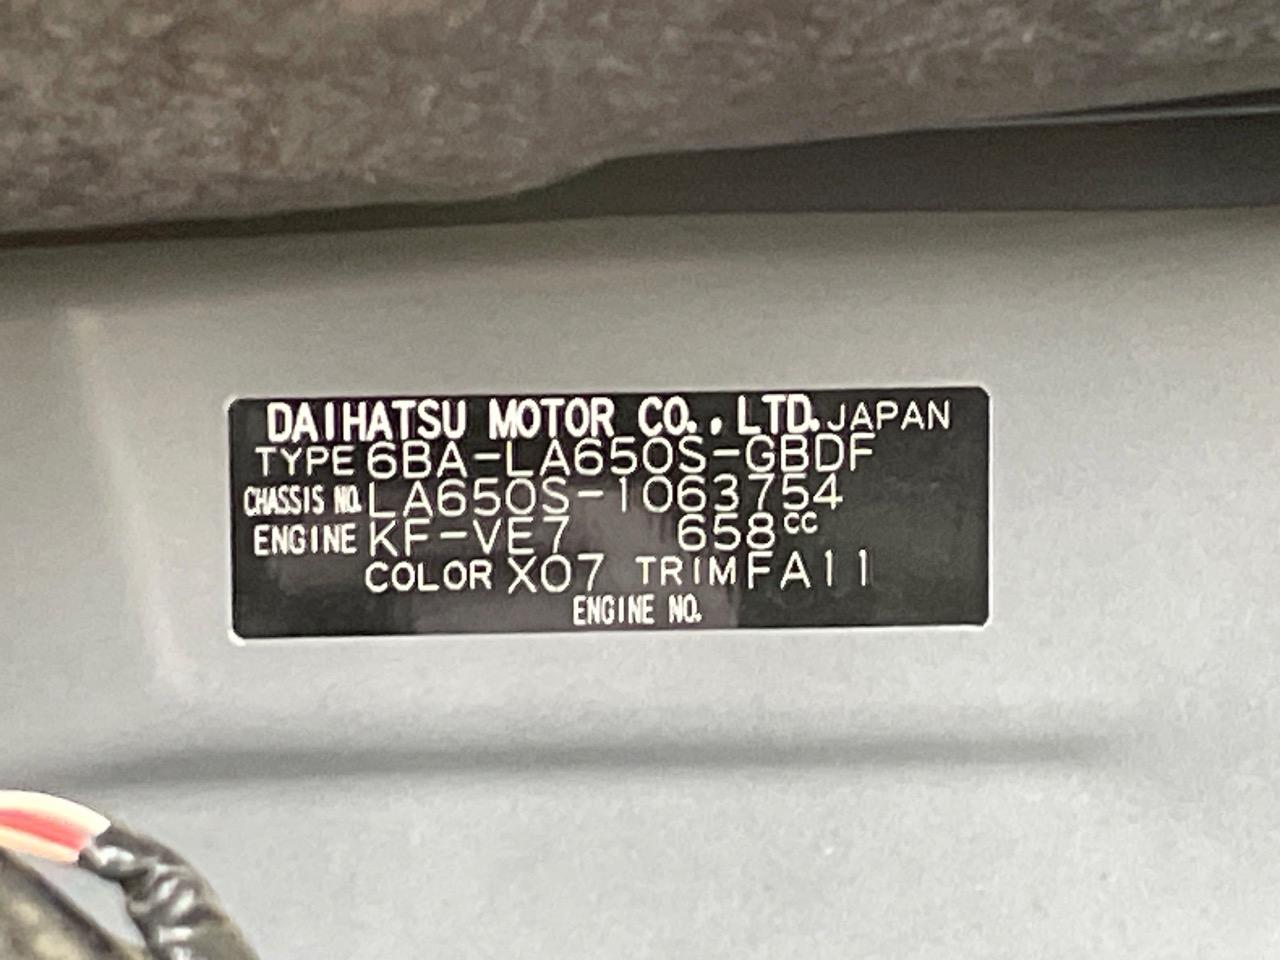 DAIHATSU MOTOR CO., LTD. JAPAN
TYPE 6BA-LA650S-GBDF
CHASSIS NO. LA650S-1063754
ENGINE KF-VE7 658cc
COLOR X07 TRIM FA11
ENGINE NO.